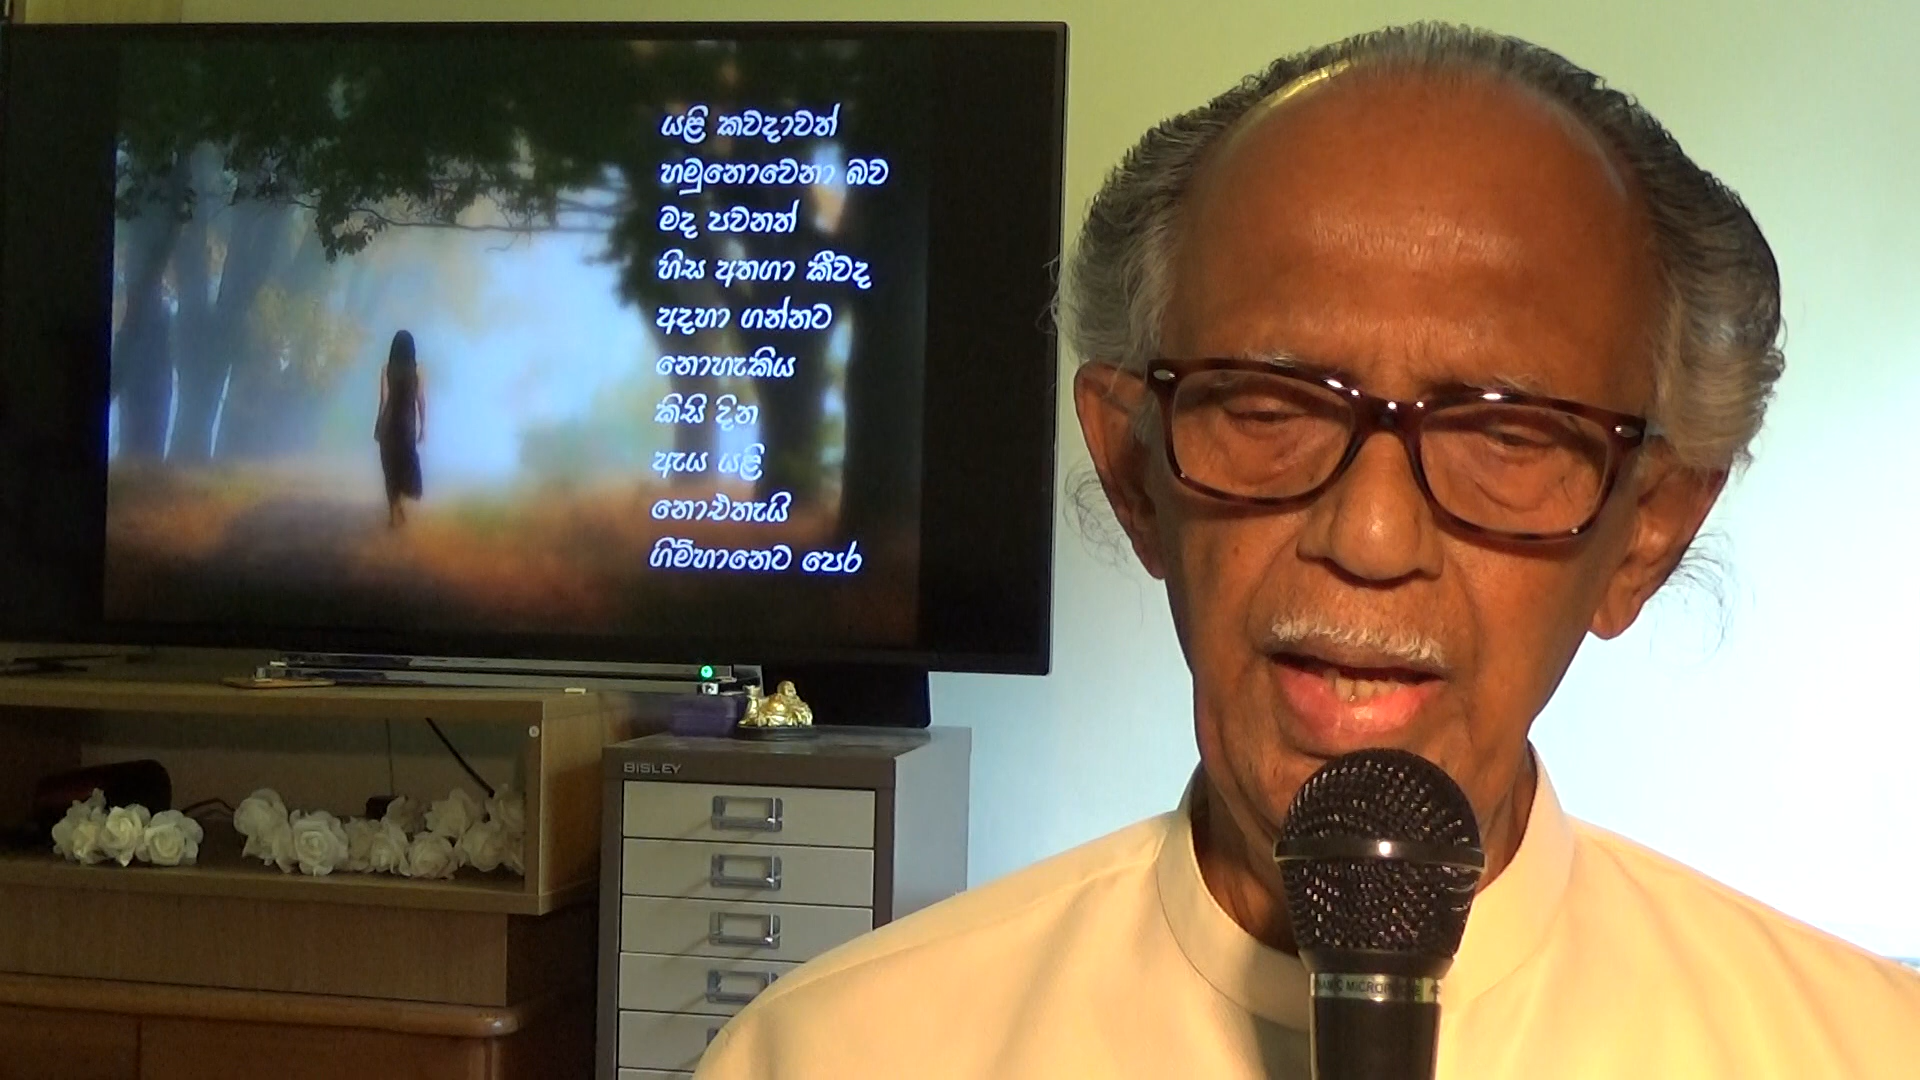 යළි කවදාවත්
හමුනොවෙනා බව
මද පවනත්
හිස අතගා කීවද
අදහා ගන්නට
නොහැකිය
කිසි දින
ඇය යළි
නොඑතැයි
ගිම්හානෙට පෙර
BISLEY